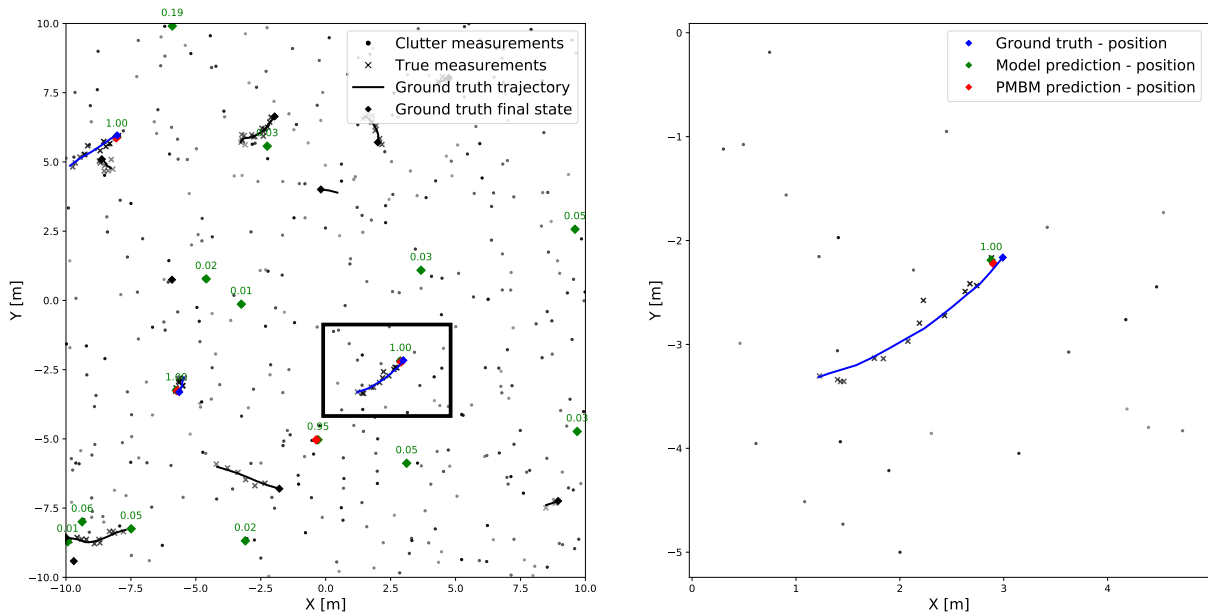 0.19
Clutter measurements
True measurements
Ground truth trajectory
Ground truth final state
1.00
0.05
0.02
0.03
0.01
1.00
0.95
0.03
0.05
0.06
0.05
0.01
0.02
10.0
7.5
5.0
2.5
0.0
−2.5
−5.0
−7.5
−10.0
Y [m]
−10.0 −7.5 −5.0 −2.5 0.0 2.5 5.0 7.5 10.0
X [m]
Ground truth - position
Model prediction - position
PMBM prediction - position
1.00
0
−1
−2
−3
−4
−5
Y [m]
0 1 2 3 4
X [m]